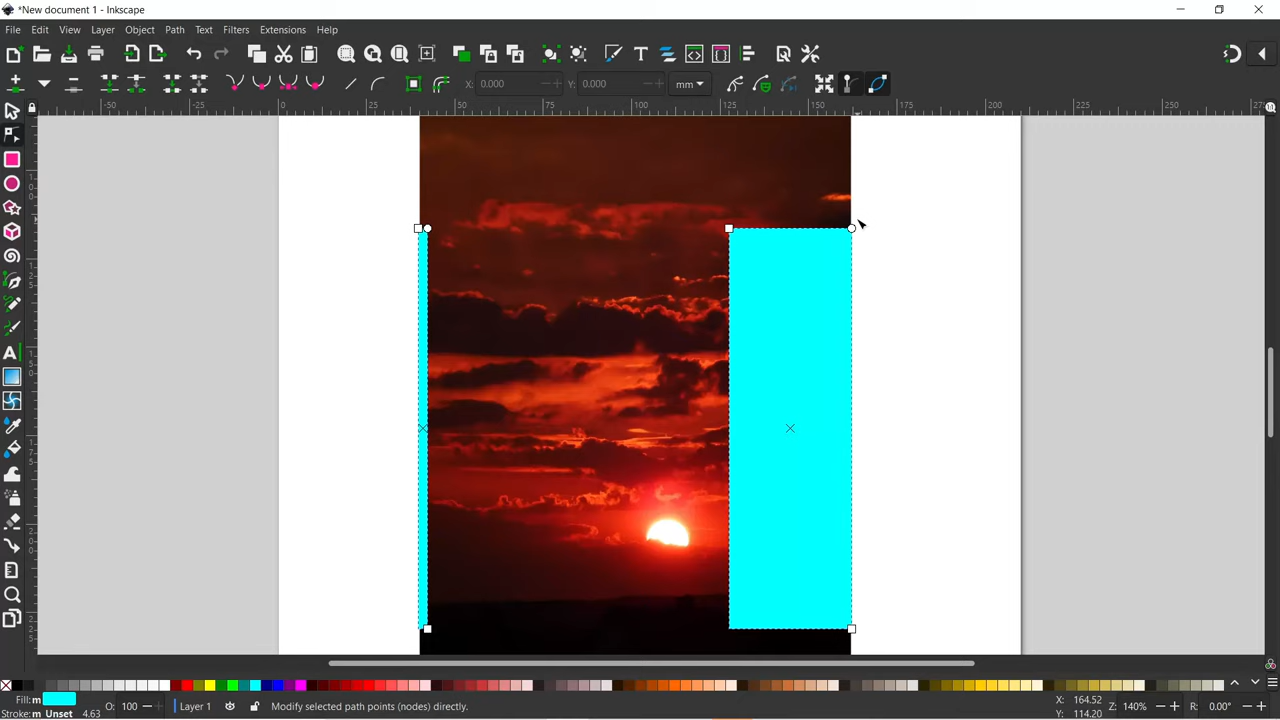 *New document 1 - Inkscape
File Edit View Layer Object Path Text Filters Extensions Help
X: 0.000 Y: 0.000 mm
-50 -25 0 25 50 75 100 125 150 175 200 225 250
Fill: m
Stroke: m Unset 4.63
O: 100
Layer 1
Modify selected path points (nodes) directly.
X: 164.52
Y: 114.20
Z: 140%
R: 0.00°